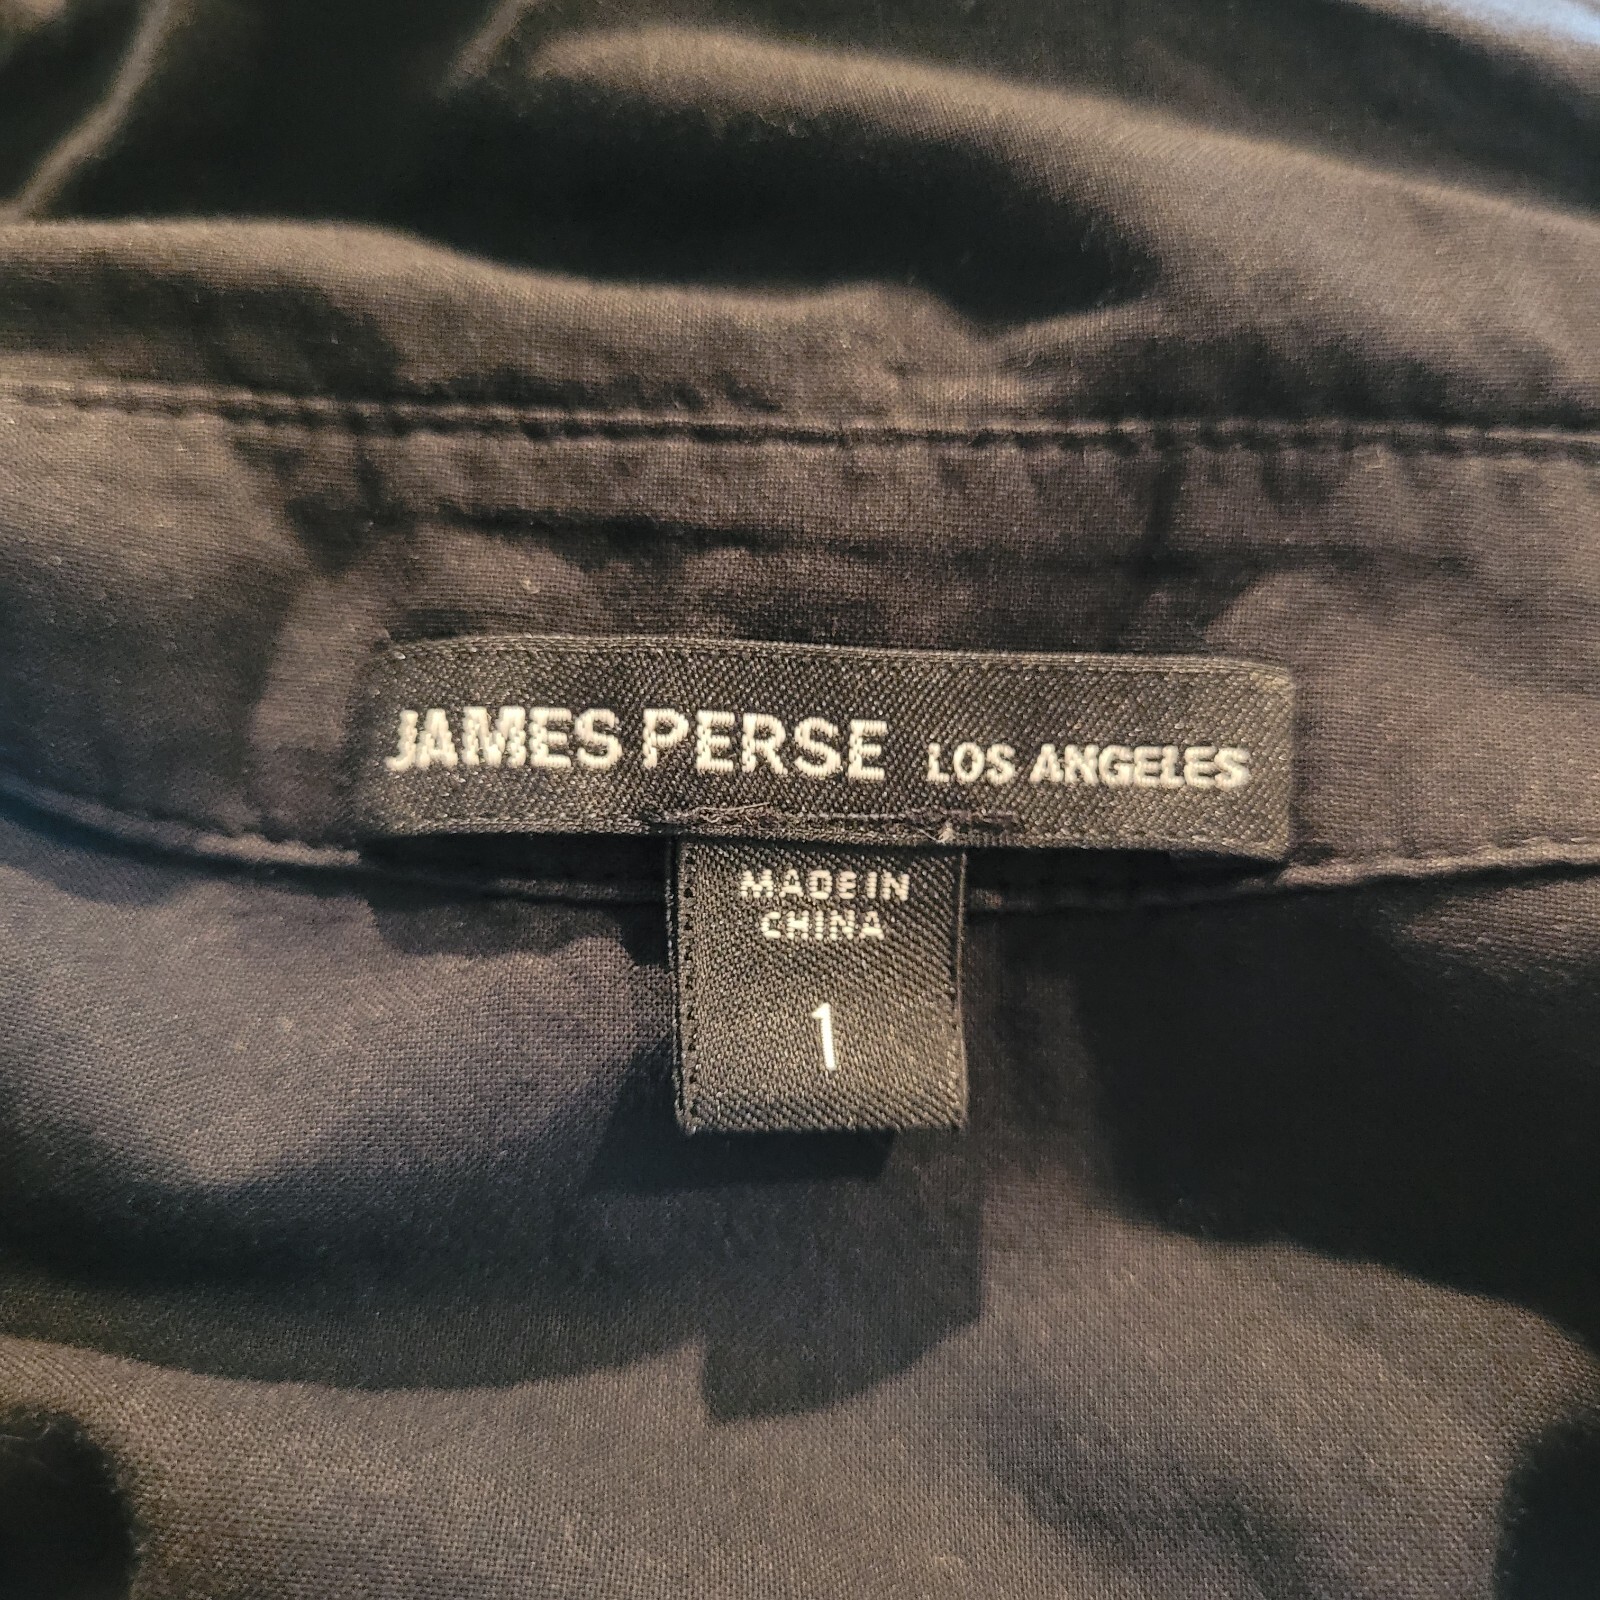 JAMES PERSE LOS ANGELES
MADE IN
CHINA
1